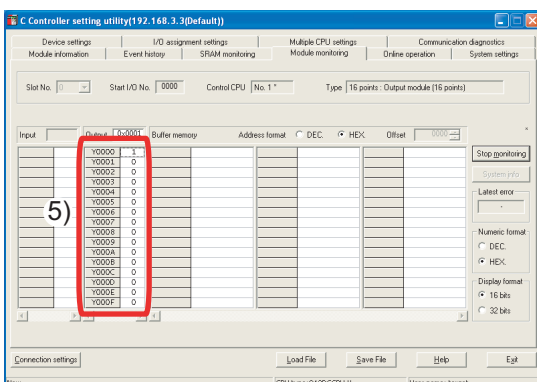 C Controller setting utility(192.168.3.3(Default))
Device settings I/O assignment settings Multiple CPU settings Communication diagnostics
Module information Event history SRAM monitoring Module monitoring Online operation System settings
Slot No. 0 Start I/O No. 0000 Control CPU No. 1 * Type 16 points : Output module (16 points)
Input Output 0x0001 Buffer memory Address format DEC. HEX. Offset 0000 *
Stop monitoring
System info
Latest error
-
Numeric format
DEC.
HEX.
Display format
16 bits
32 bits
5)
Y0000 1
Y0001 0
Y0002 0
Y0003 0
Y0004 0
Y0005 0
Y0006 0
Y0007 0
Y0008 0
Y0009 0
Y000A 0
Y000B 0
Y000C 0
Y000D 0
Y000E 0
Y000F 0
Connection settings Load File Save File Help Exit